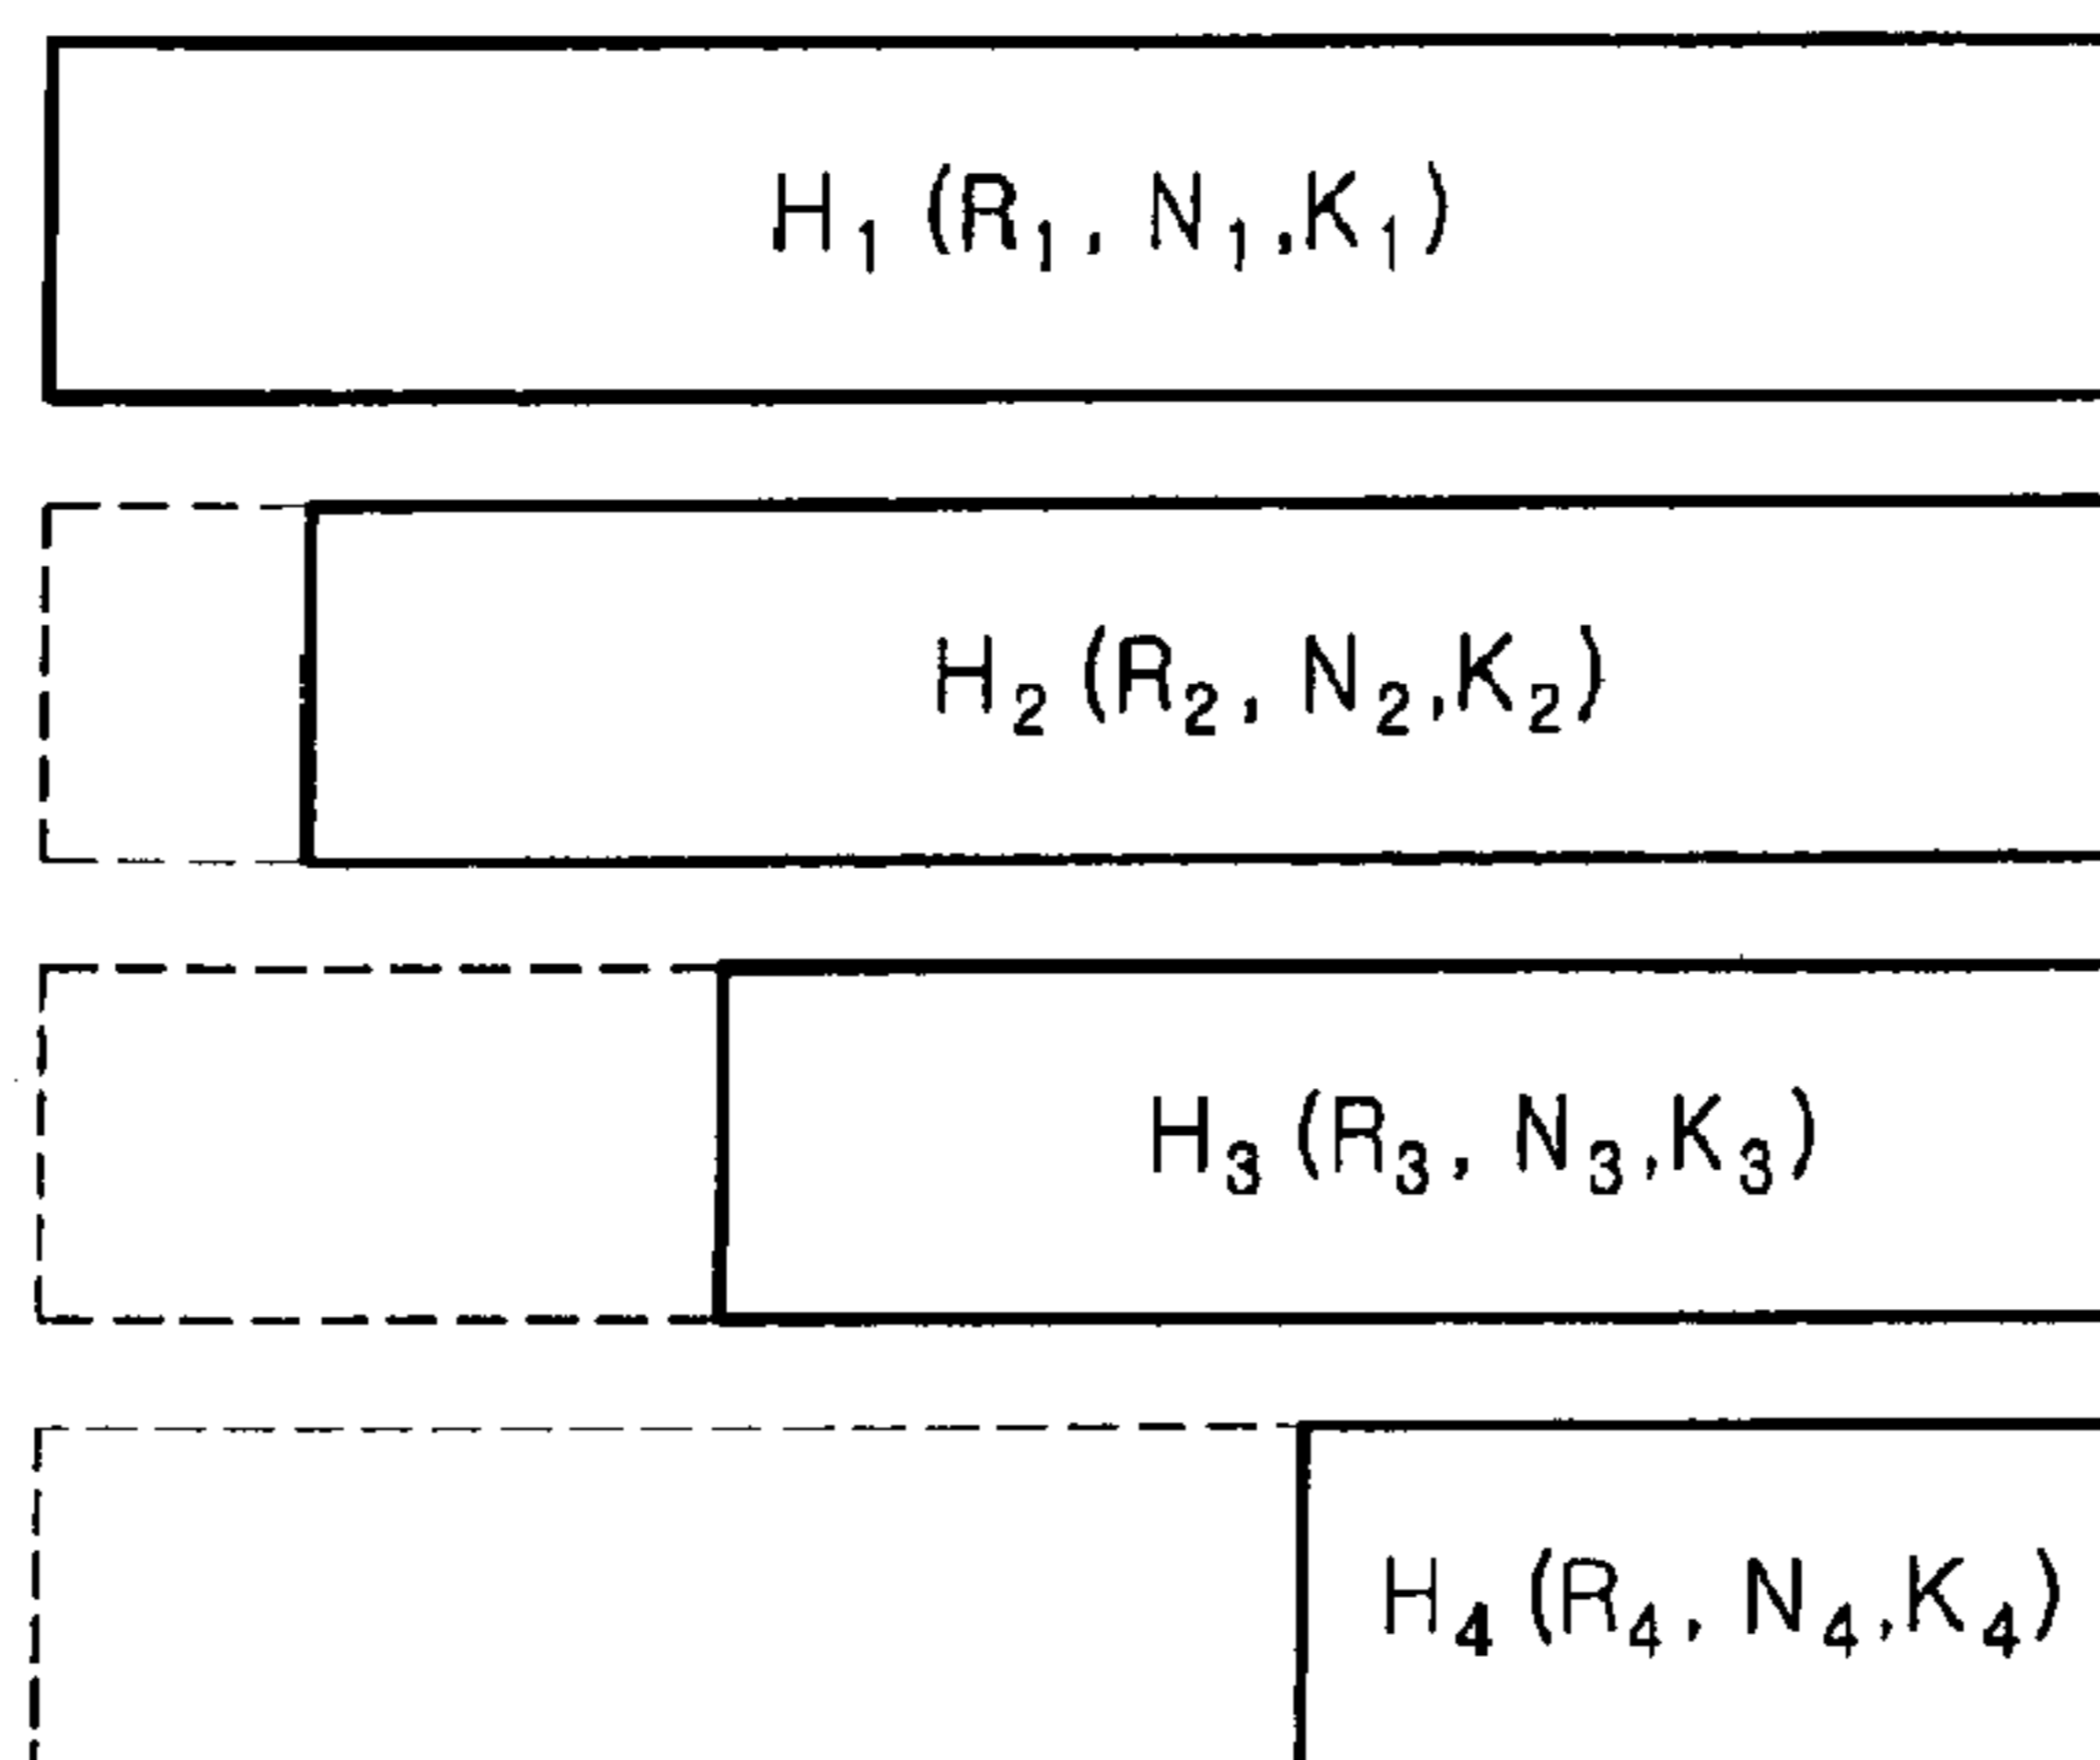 H₁ (R₁, N₁,K₁)
H₂ (R₂, N₂,K₂)
H₃ (R₃, N₃,K₃)
H₄ (R₄, N₄,K₄)